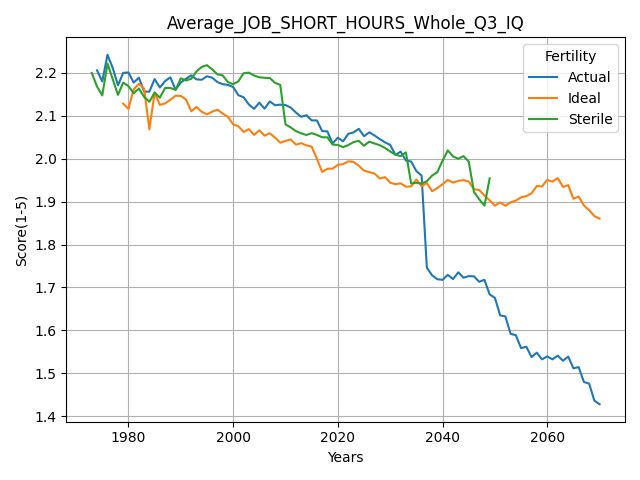 Average_JOB_SHORT_HOURS_Whole_Q3_IQ
Fertility
Actual
Ideal
Sterile
Score(1-5)
2.2
2.1
2.0
1.9
1.8
1.7
1.6
1.5
1.4
1980
2000
2020
2040
2060
Years